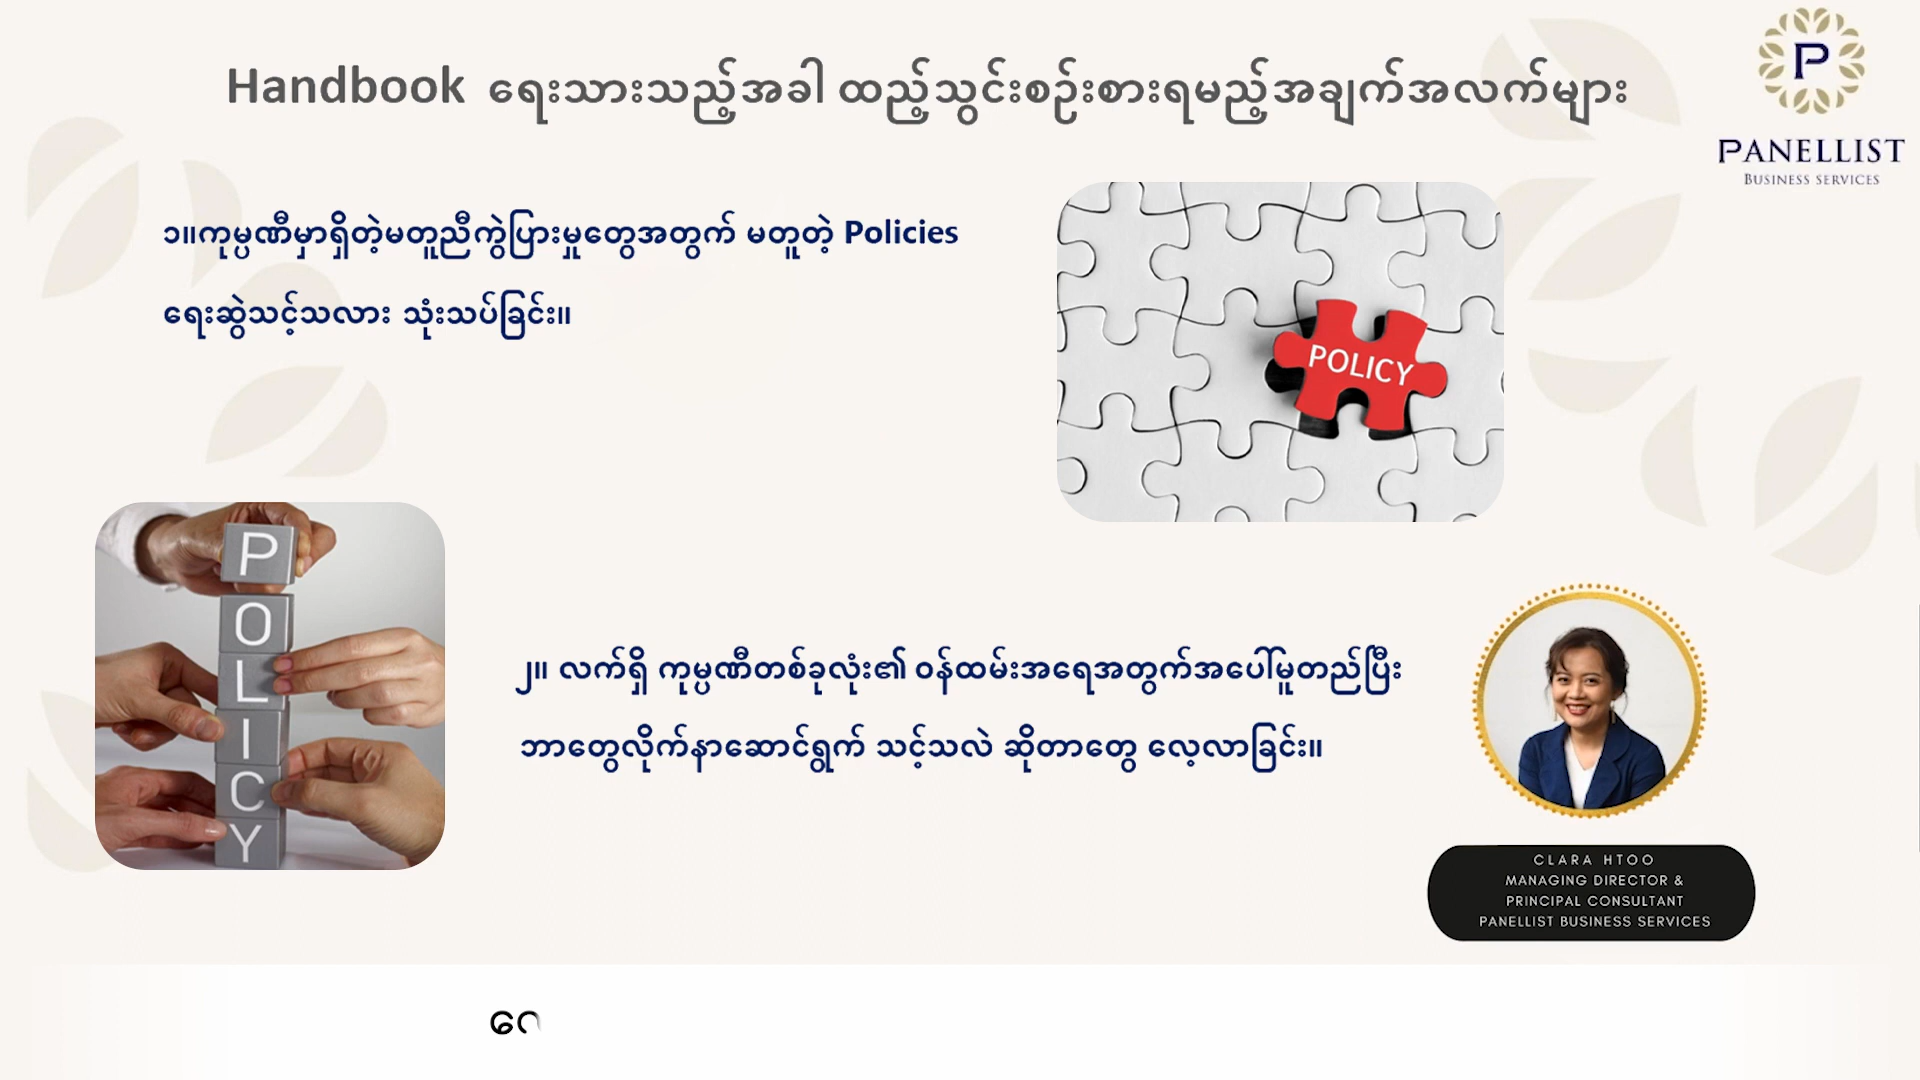 Handbook ရေးသားသည့်အခါ ထည့်သွင်းစဉ်းစားရမည့်အချက်အလက်များ
P
PANELLIST
BUSINESS SERVICES
၁။ကုမ္ပဏီမှာရှိတဲ့မတူညီကွဲပြားမှုတွေအတွက် မတူတဲ့ Policies
ရေးဆွဲသင့်သလား သုံးသပ်ခြင်း။
POLICY
P
O
L
I
C
Y
၂။ လက်ရှိ ကုမ္ပဏီတစ်ခုလုံး၏ ဝန်ထမ်းအရေအတွက်အပေါ်မူတည်ပြီး
ဘာတွေလိုက်နာဆောင်ရွက် သင့်သလဲ ဆိုတာတွေ လေ့လာခြင်း။
CLARA HTOO
MANAGING DIRECTOR &
PRINCIPAL CONSULTANT
PANELLIST BUSINESS SERVICES